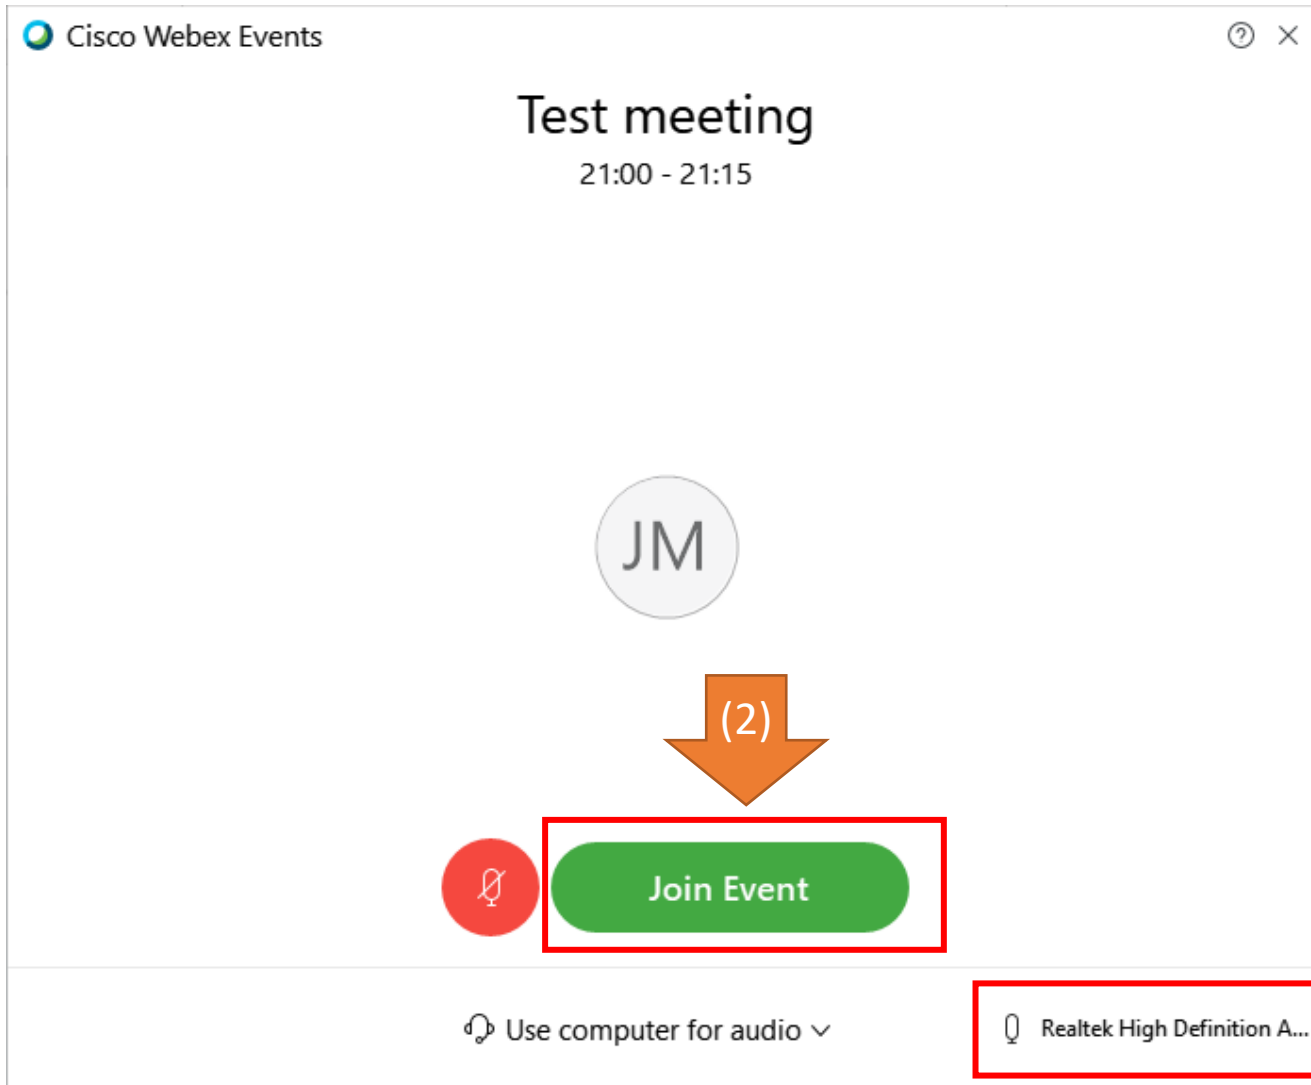 Cisco Webex Events
Test meeting
21:00 - 21:15
JM
(2)
Join Event
Use computer for audio
Realtek High Definition A...